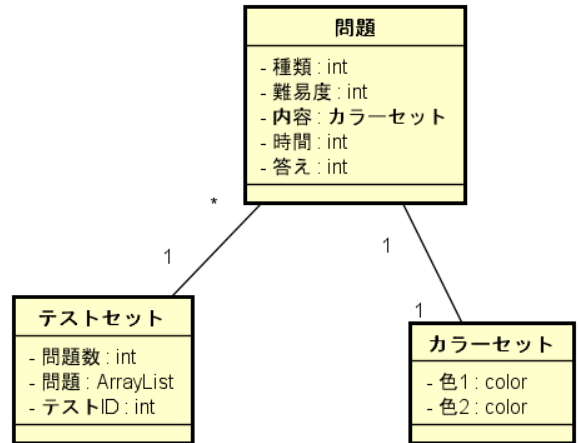 問題
- 種類 : int
- 難易度 : int
- 内容 : カラーセット
- 時間 : int
- 答え : int
*
1
1
1
テストセット
- 問題数 : int
- 問題 : ArrayList
- テストID : int
カラーセット
- 色1 : color
- 色2 : color